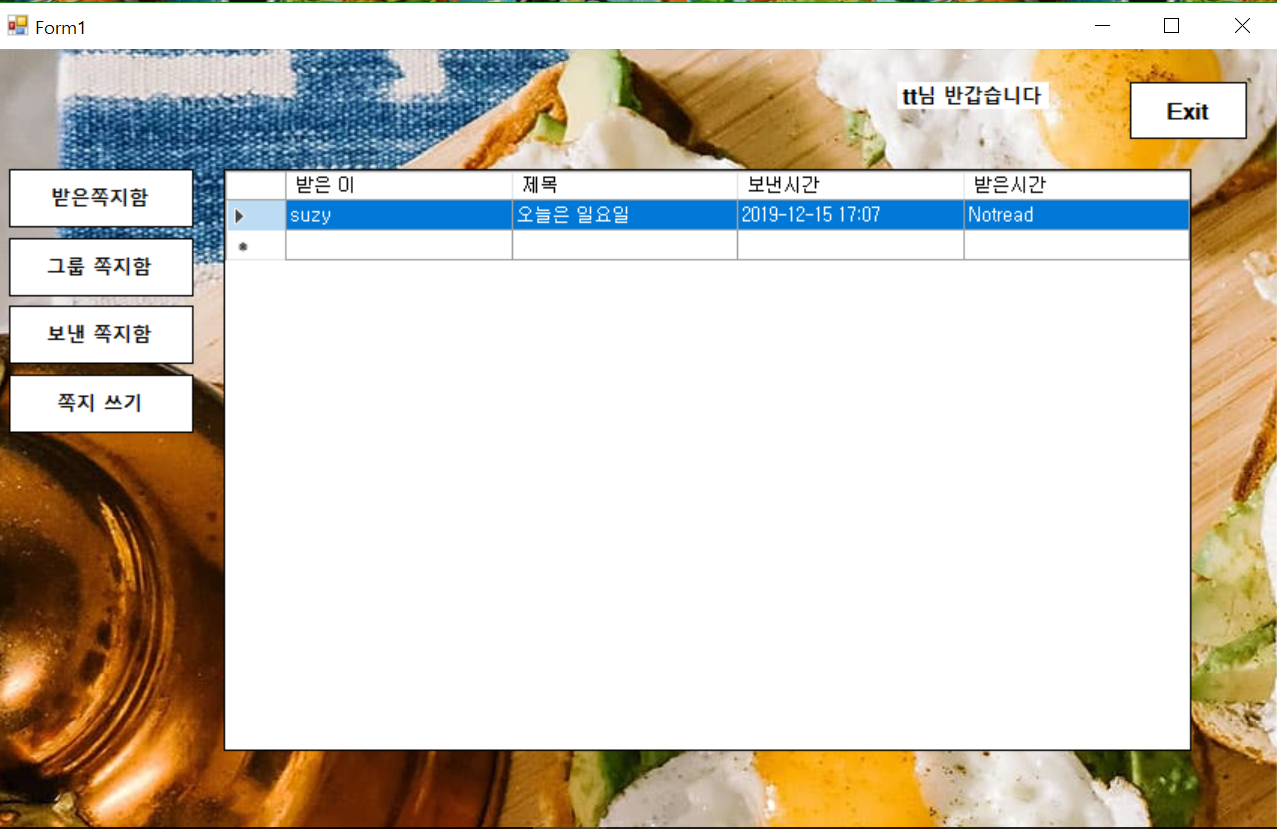 Form1
tt님 반갑습니다
Exit
받은쪽지함
그룹 쪽지함
보낸 쪽지함
쪽지 쓰기
받은 이 제목 보낸시간 받은시간
suzy 오늘은 일요일 2019-12-15 17:07 Notread